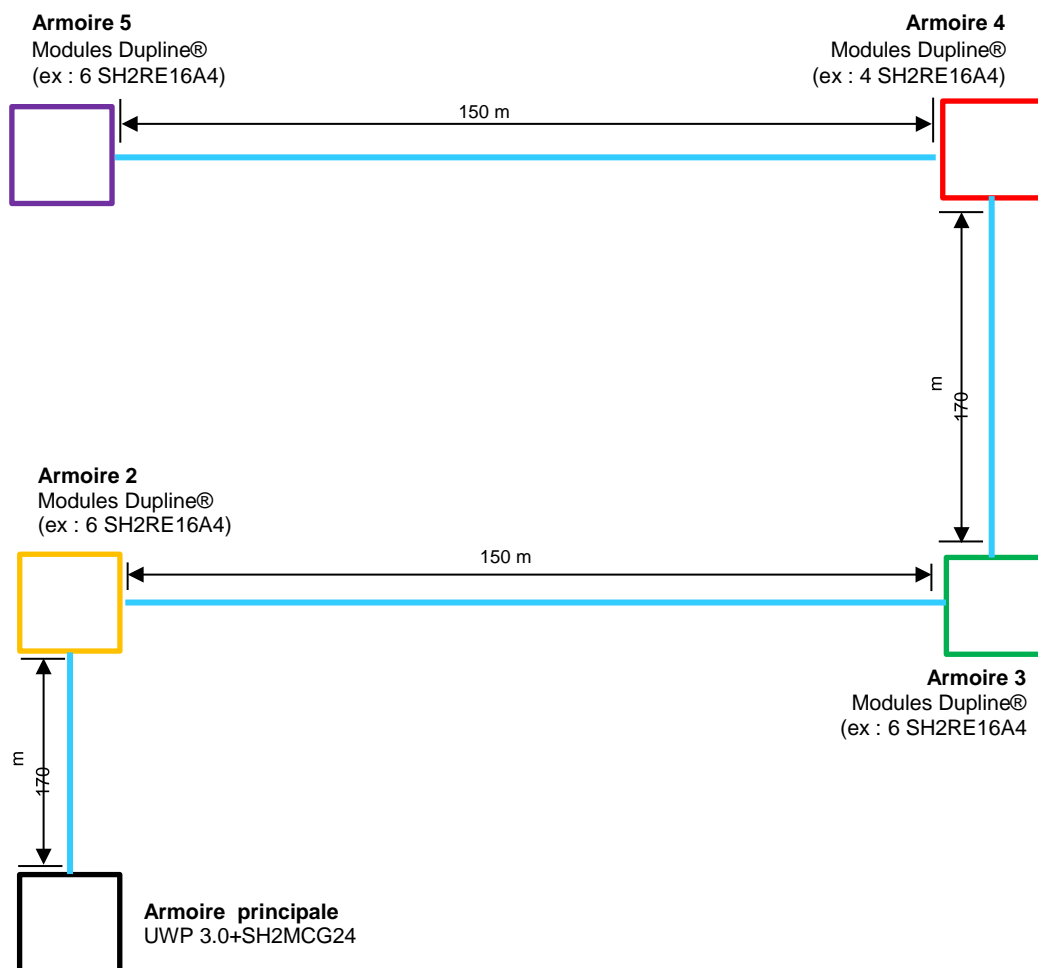 Armoire 5
Modules Dupline®
(ex : 6 SH2RE16A4)
Armoire 4
Modules Dupline®
(ex : 4 SH2RE16A4)
150 m
m
170
Armoire 2
Modules Dupline®
(ex : 6 SH2RE16A4)
150 m
Armoire 3
Modules Dupline®
(ex : 6 SH2RE16A4
m
170
Armoire principale
UWP 3.0+SH2MCG24